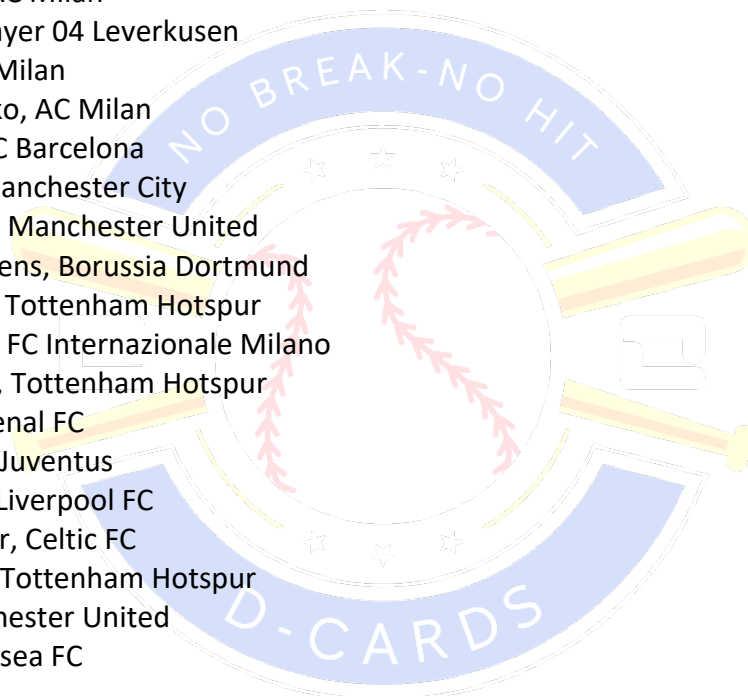 AC Milan
ayer 04 Leverkusen
Milan
ko, AC Milan
C Barcelona
anchester City
, Manchester United
ens, Borussia Dortmund
, Tottenham Hotspur
, FC Internazionale Milano
, Tottenham Hotspur
enal FC
Juventus
Liverpool FC
r, Celtic FC
, Tottenham Hotspur
hester United
sea FC
NO BREAK-NO HIT
D-CARDS